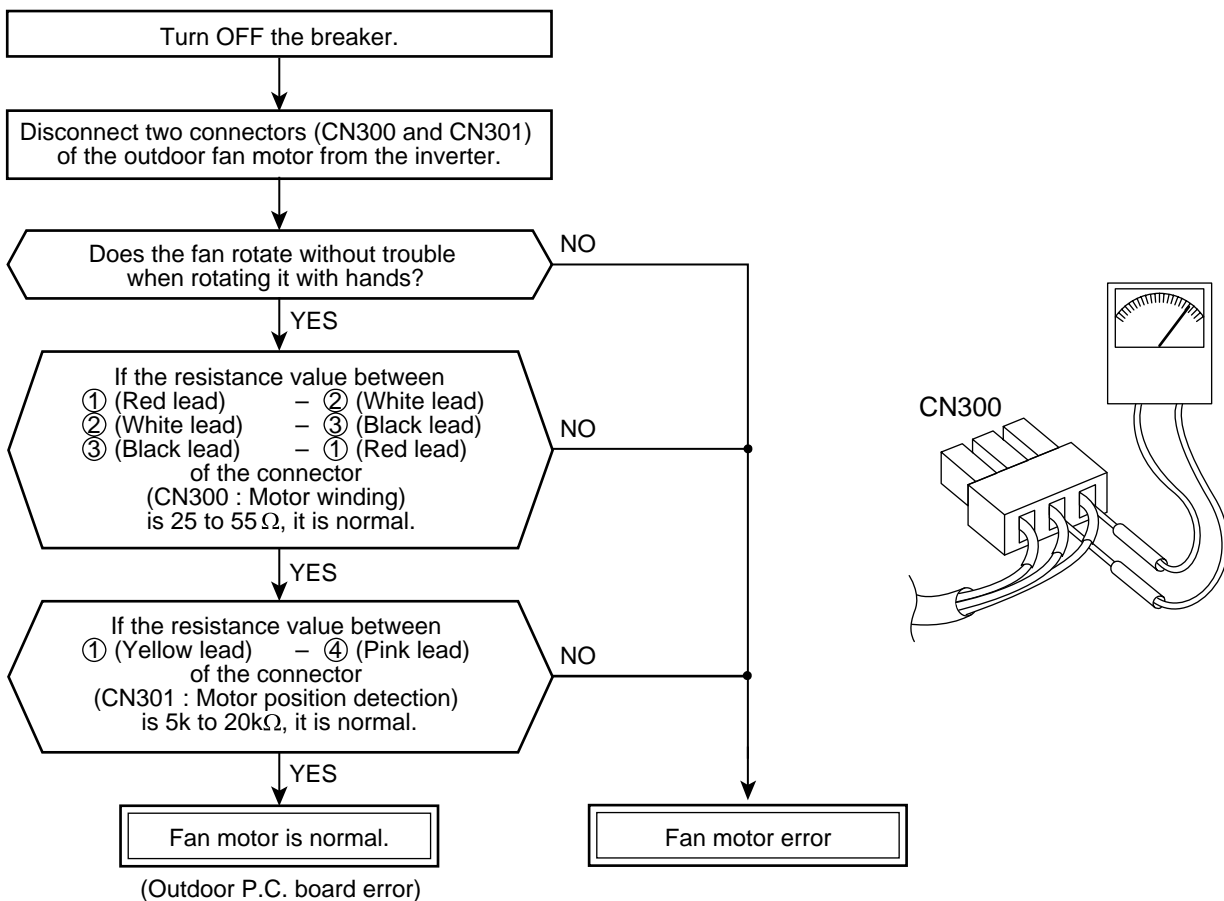 Turn OFF the breaker.
Disconnect two connectors (CN300 and CN301)
of the outdoor fan motor from the inverter.
Does the fan rotate without trouble
when rotating it with hands?
NO
YES
If the resistance value between
① (Red lead) – ② (White lead)
② (White lead) – ③ (Black lead)
③ (Black lead) – ① (Red lead)
of the connector
(CN300 : Motor winding)
is 25 to 55Ω, it is normal.
NO
YES
If the resistance value between
① (Yellow lead) – ④ (Pink lead)
of the connector
(CN301 : Motor position detection)
is 5k to 20kΩ, it is normal.
NO
YES
Fan motor is normal.
(Outdoor P.C. board error)
Fan motor error
CN300